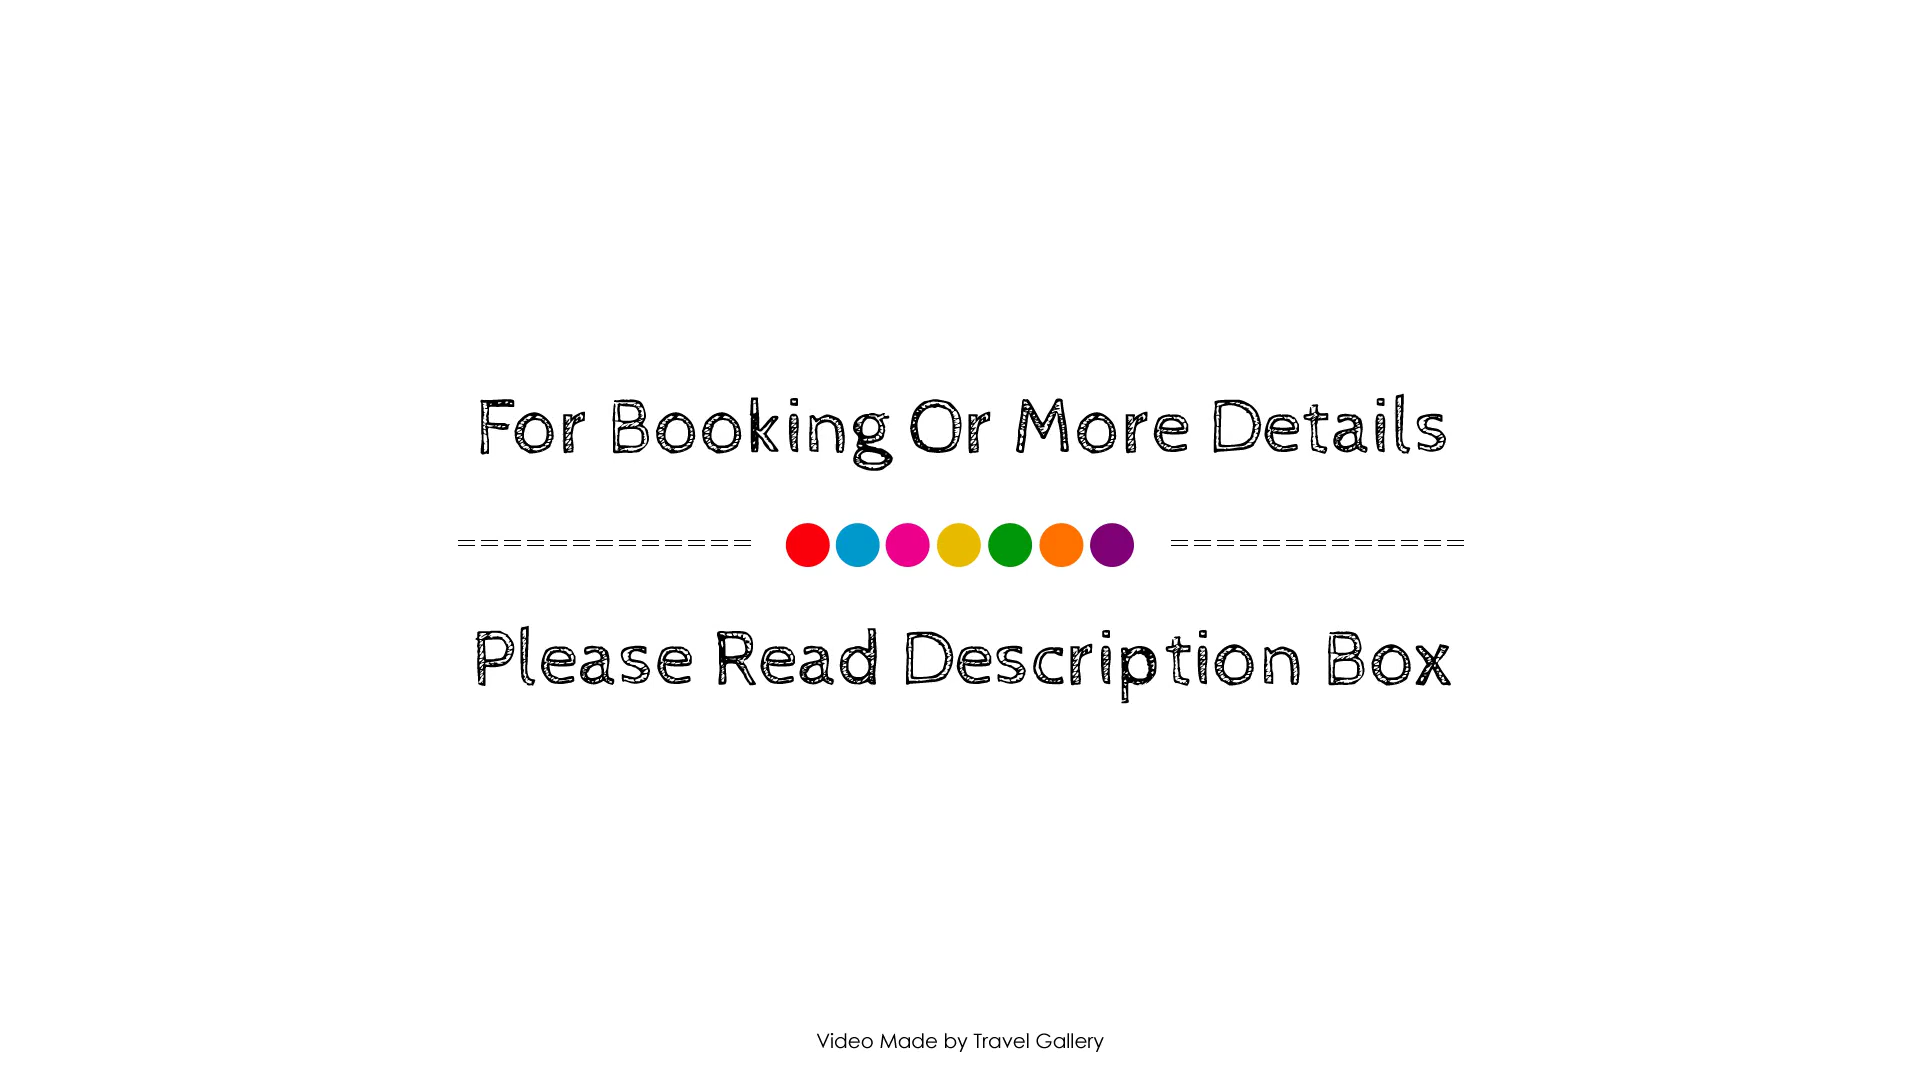 For Booking Or More Details
============= =============
Please Read Description Box
Video Made by Travel Gallery